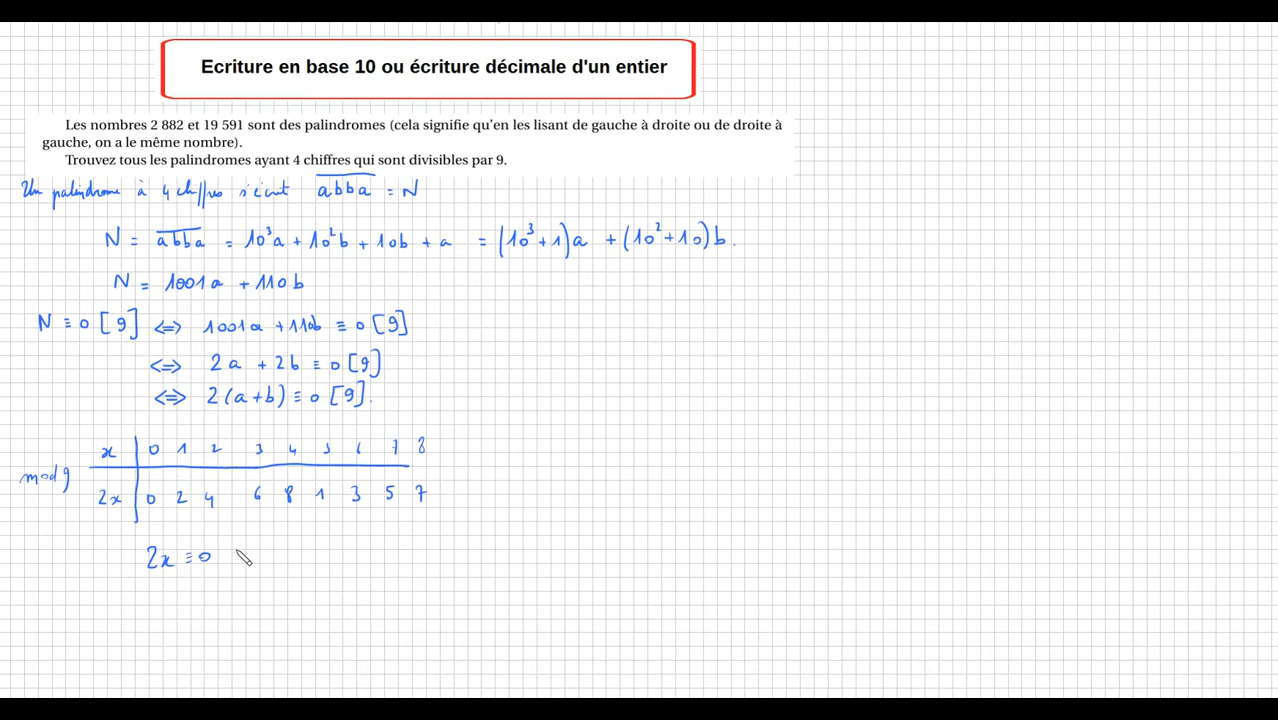 Ecriture en base 10 ou écriture décimale d'un entier
Les nombres 2 882 et 19 591 sont des palindromes (cela signifie qu'en les lisant de gauche à droite ou de droite à
gauche, on a le même nombre).
Trouvez tous les palindromes ayant 4 chiffres qui sont divisibles par 9.
Un palindrome à 4 chiffres s'écrit \overline{abba} = N
N = \overline{abba} = 10³a + 10²b + 10b + a = (10³+1)a + (10²+10)b.
N = 1001a + 110b
N ≡ 0 [9] <=> 1001a + 110b ≡ 0 [9]
<=> 2a + 2b ≡ 0 [9]
<=> 2(a+b) ≡ 0 [9].
x 0 1 2 3 4 5 6 7 8
mod 9
2x 0 2 4 6 8 1 3 5 7
2x ≡ 0